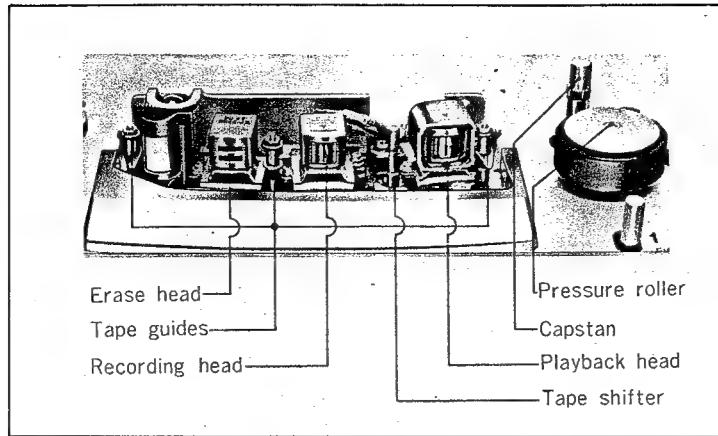 Erase head
Tape guides
Recording head
Pressure roller
Capstan
Playback head
Tape shifter